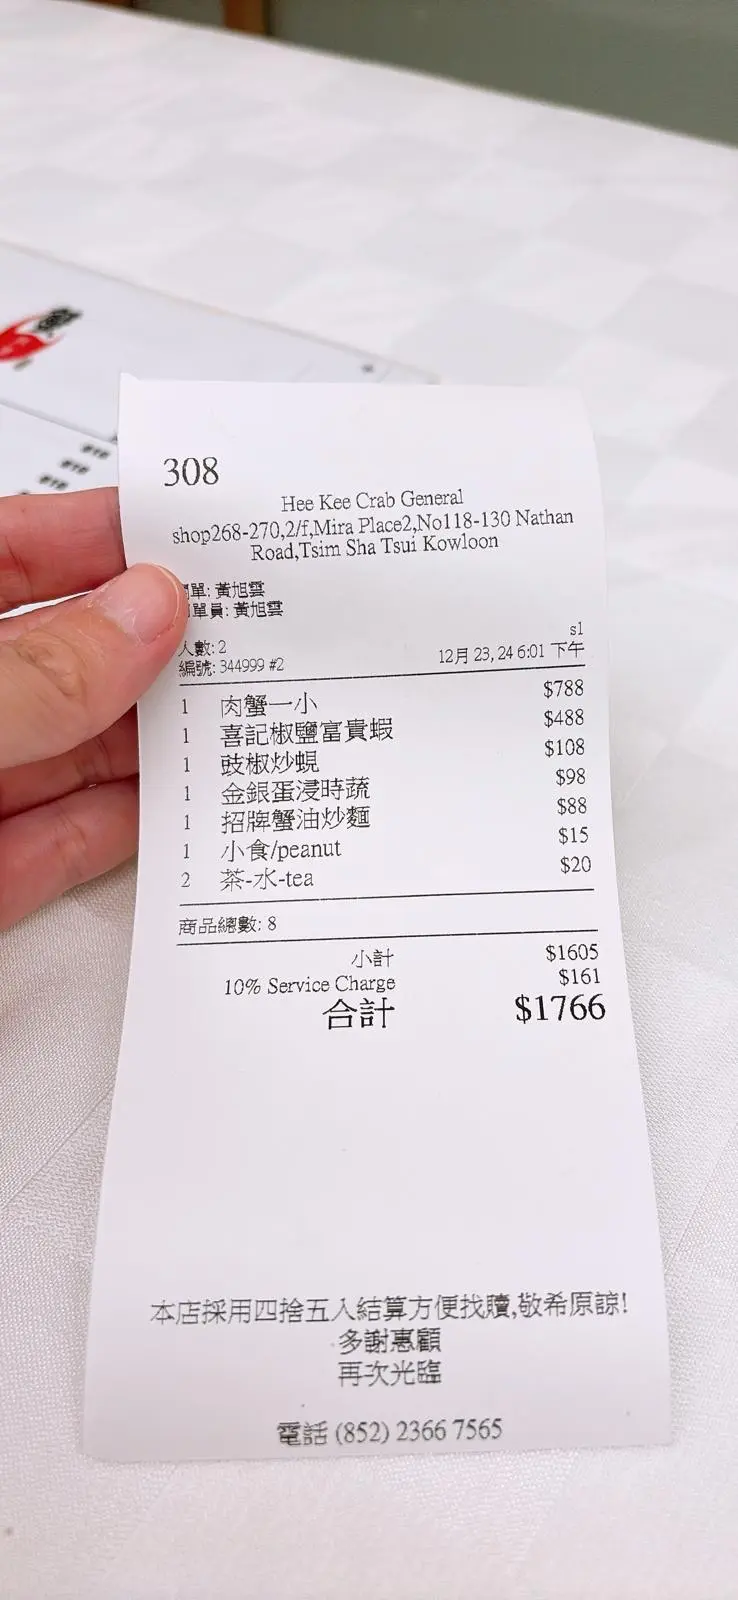 308
Hee Kee Crab General
shop268-270,2/f,Mira Place2,No118-130 Nathan
Road,Tsim Sha Tsui Kowloon
單: 黃旭雲
單員: 黃旭雲
人數: 2
s1
編號: 344999 #2 12月 23, 24 6:01 下午
1 肉蟹一小 $788
1 喜記椒鹽富貴蝦 $488
1 豉椒炒蜆 $108
1 金銀蛋浸時蔬 $98
1 招牌蟹油炒麵 $88
1 小食/peanut $15
2 茶-水-tea $20
商品總數: 8
小計 $1605
10% Service Charge $161
合計 $1766
本店採用四捨五入結算方便找贖,敬希原諒!
多謝惠顧
再次光臨
電話 (852) 2366 7565